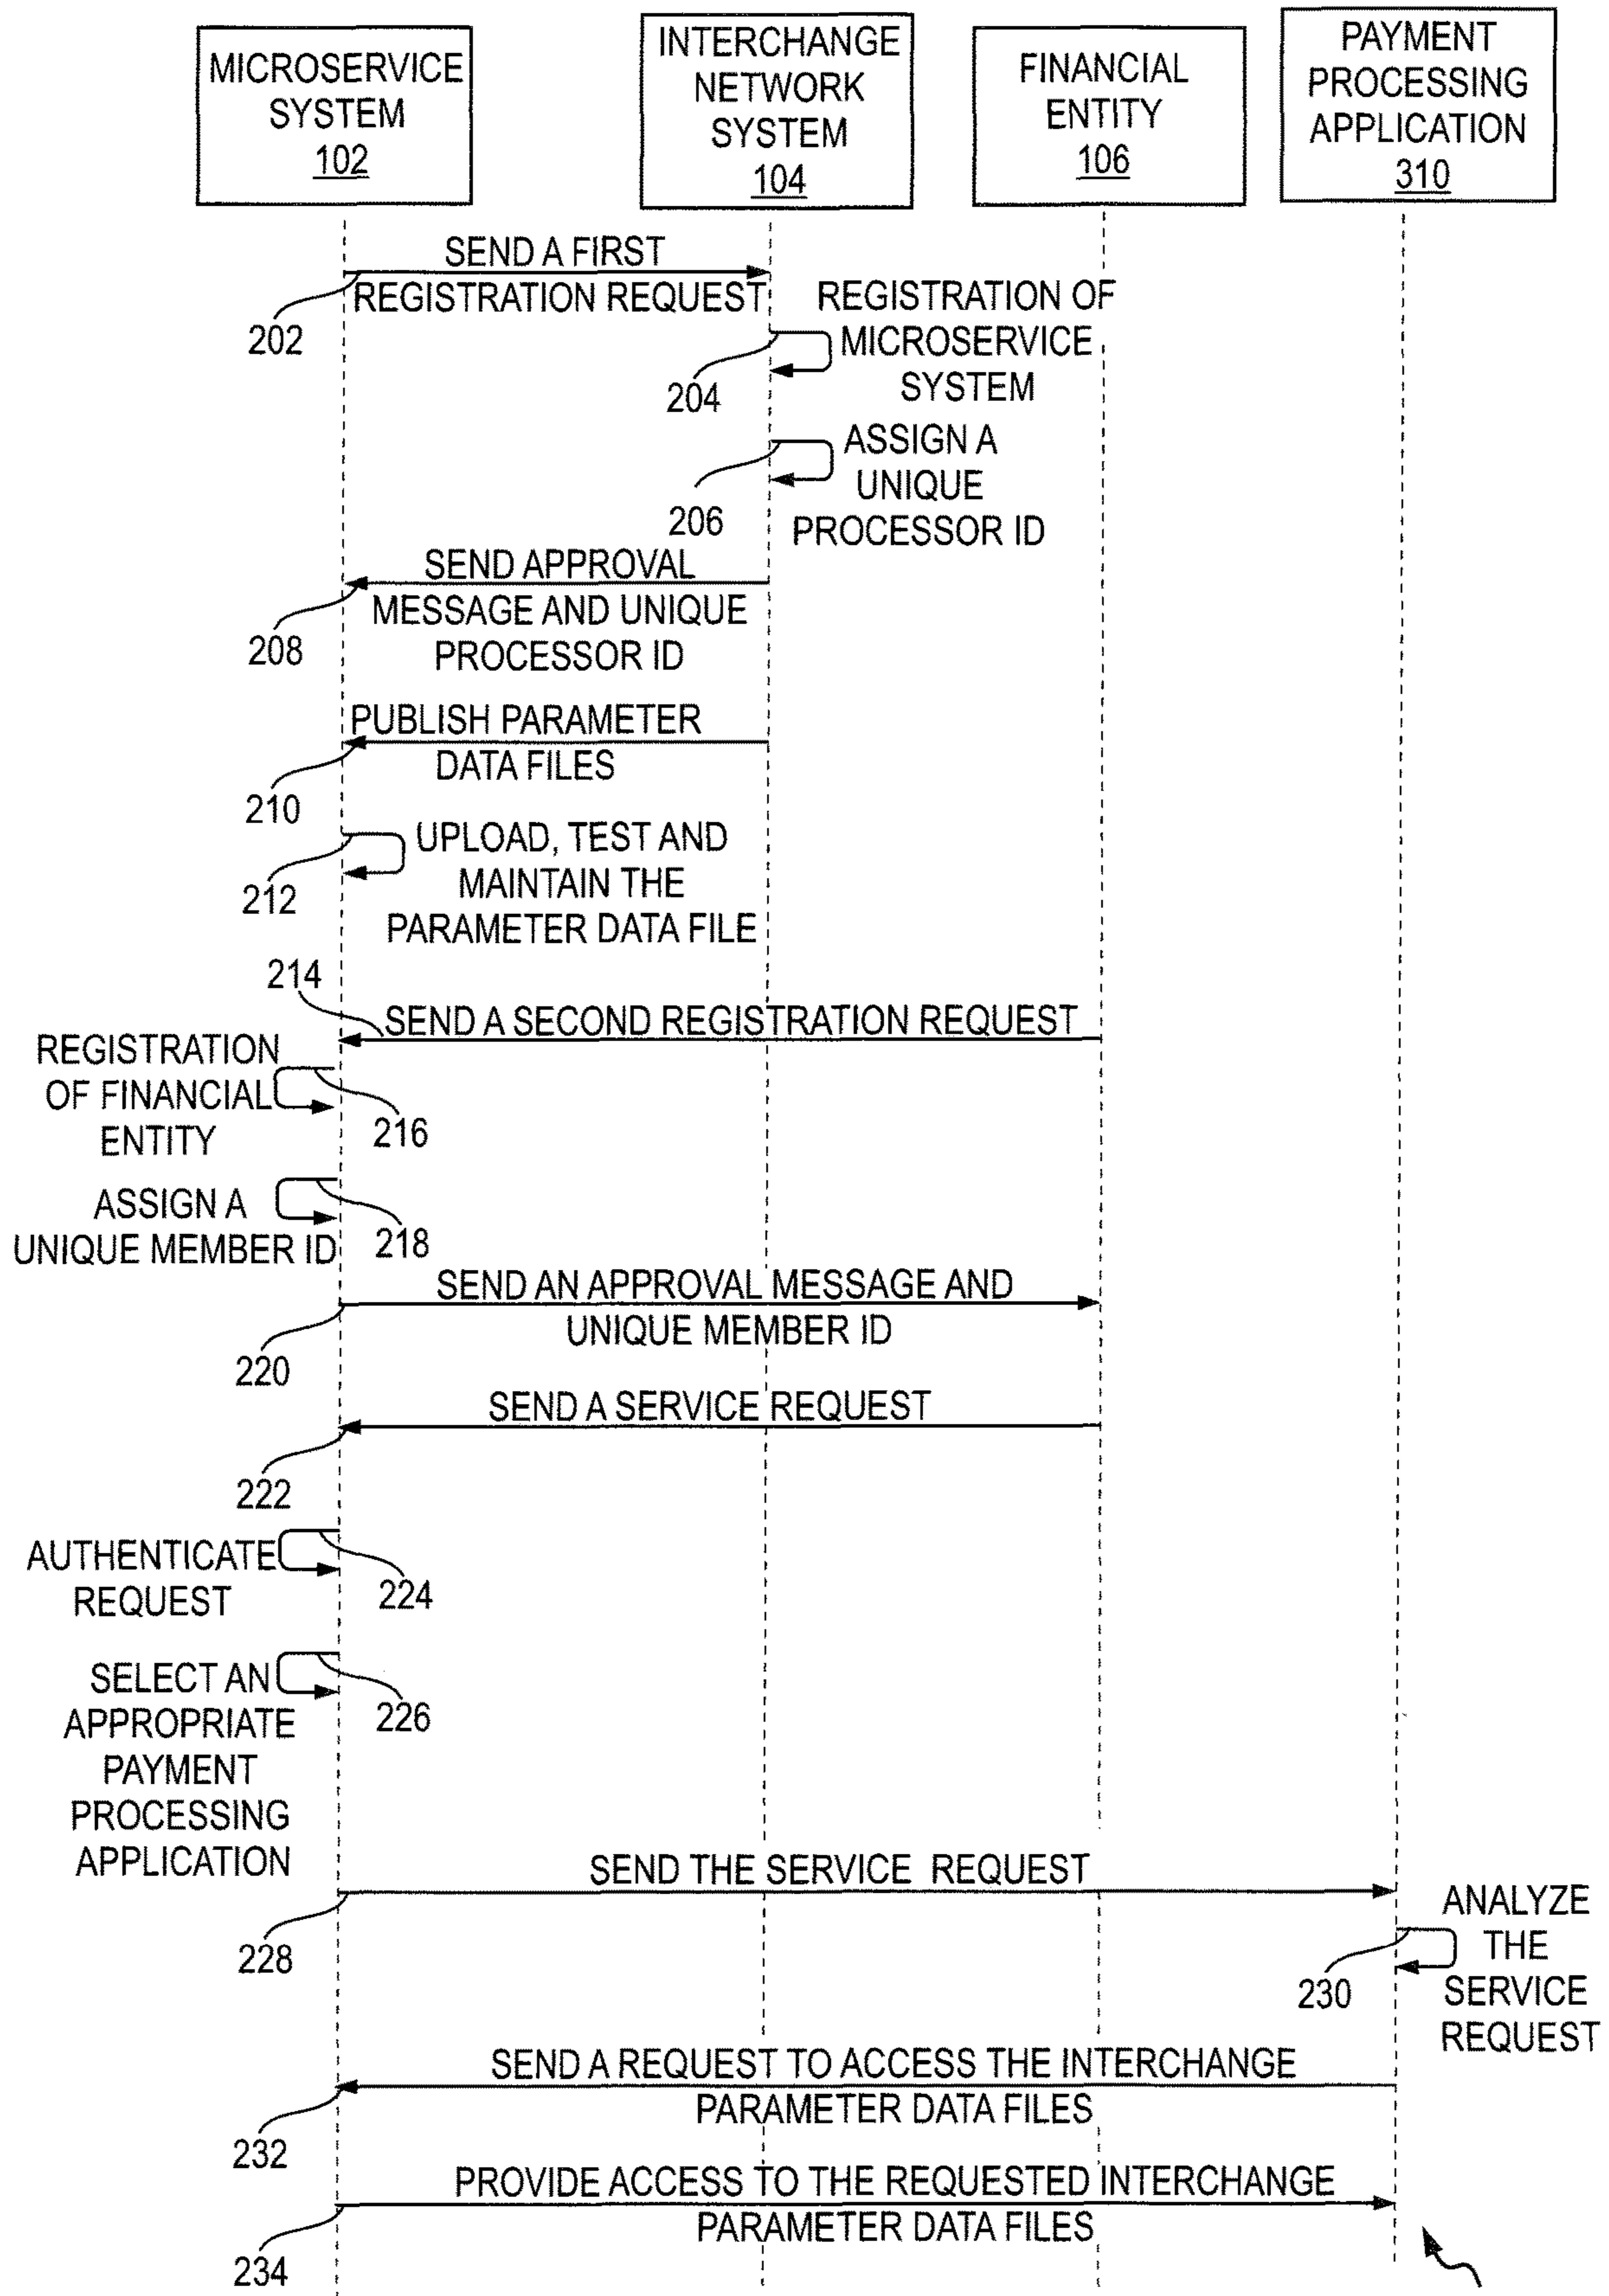 MICROSERVICE
SYSTEM
102
INTERCHANGE
NETWORK
SYSTEM
104
FINANCIAL
ENTITY
106
PAYMENT
PROCESSING
APPLICATION
310
SEND A FIRST
REGISTRATION REQUEST
202
REGISTRATION OF
MICROSERVICE
SYSTEM
204
ASSIGN A
UNIQUE
PROCESSOR ID
206
SEND APPROVAL
MESSAGE AND UNIQUE
PROCESSOR ID
208
PUBLISH PARAMETER
DATA FILES
210
UPLOAD, TEST AND
MAINTAIN THE
PARAMETER DATA FILE
212
214
SEND A SECOND REGISTRATION REQUEST
REGISTRATION
OF FINANCIAL
ENTITY
216
ASSIGN A
UNIQUE MEMBER ID
218
SEND AN APPROVAL MESSAGE AND
UNIQUE MEMBER ID
220
SEND A SERVICE REQUEST
222
AUTHENTICATE
REQUEST
224
SELECT AN
APPROPRIATE
PAYMENT
PROCESSING
APPLICATION
226
SEND THE SERVICE REQUEST
228
ANALYZE
THE
SERVICE
REQUEST
230
SEND A REQUEST TO ACCESS THE INTERCHANGE
PARAMETER DATA FILES
232
PROVIDE ACCESS TO THE REQUESTED INTERCHANGE
PARAMETER DATA FILES
234